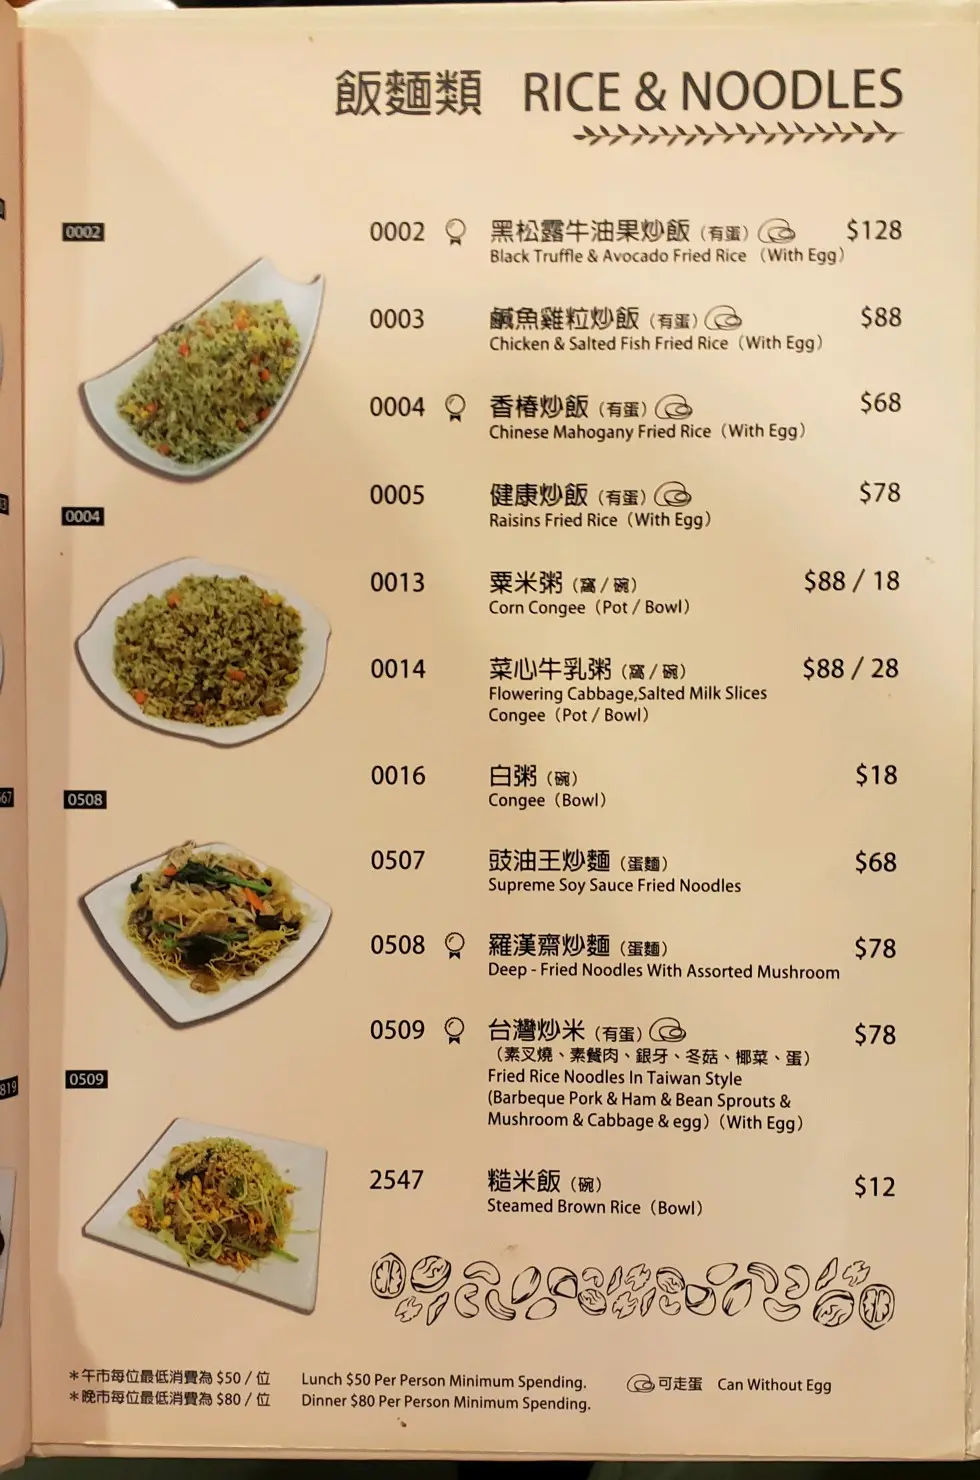 飯麵類 RICE & NOODLES
0002
0002 黑松露牛油果炒飯（有蛋） $128
Black Truffle & Avocado Fried Rice （With Egg）
0003 鹹魚雞粒炒飯（有蛋） $88
Chicken & Salted Fish Fried Rice（With Egg）
0004 香椿炒飯（有蛋） $68
Chinese Mahogany Fried Rice（With Egg）
0004
0005 健康炒飯（有蛋） $78
Raisins Fried Rice（With Egg）
0013 粟米粥（窩 / 碗） $88 / 18
Corn Congee（Pot / Bowl）
0014 菜心牛乳粥（窩 / 碗） $88 / 28
Flowering Cabbage,Salted Milk Slices
Congee（Pot / Bowl）
0508
0016 白粥（碗） $18
Congee（Bowl）
0507 豉油王炒麵（蛋麵） $68
Supreme Soy Sauce Fried Noodles
0508 羅漢齋炒麵（蛋麵） $78
Deep - Fried Noodles With Assorted Mushroom
0509 台灣炒米（有蛋） $78
（素叉燒、素餐肉、銀牙、冬菇、椰菜、蛋）
Fried Rice Noodles In Taiwan Style
(Barbeque Pork & Ham & Bean Sprouts &
Mushroom & Cabbage & egg)（With Egg）
0509
2547 糙米飯（碗） $12
Steamed Brown Rice（Bowl）
＊午市每位最低消費為 $50 / 位 Lunch $50 Per Person Minimum Spending.
＊晚市每位最低消費為 $80 / 位 Dinner $80 Per Person Minimum Spending.
可走蛋 Can Without Egg
67
819